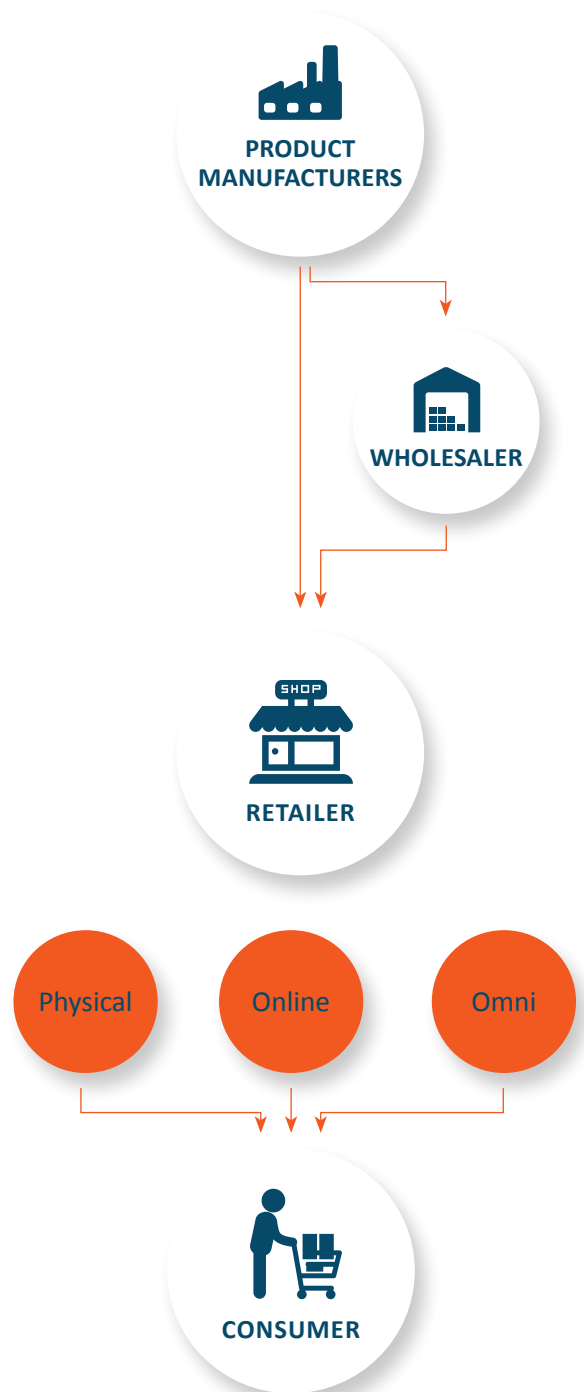 PRODUCT
MANUFACTURERS
WHOLESALER
SHOP
RETAILER
Physical
Online
Omni
CONSUMER